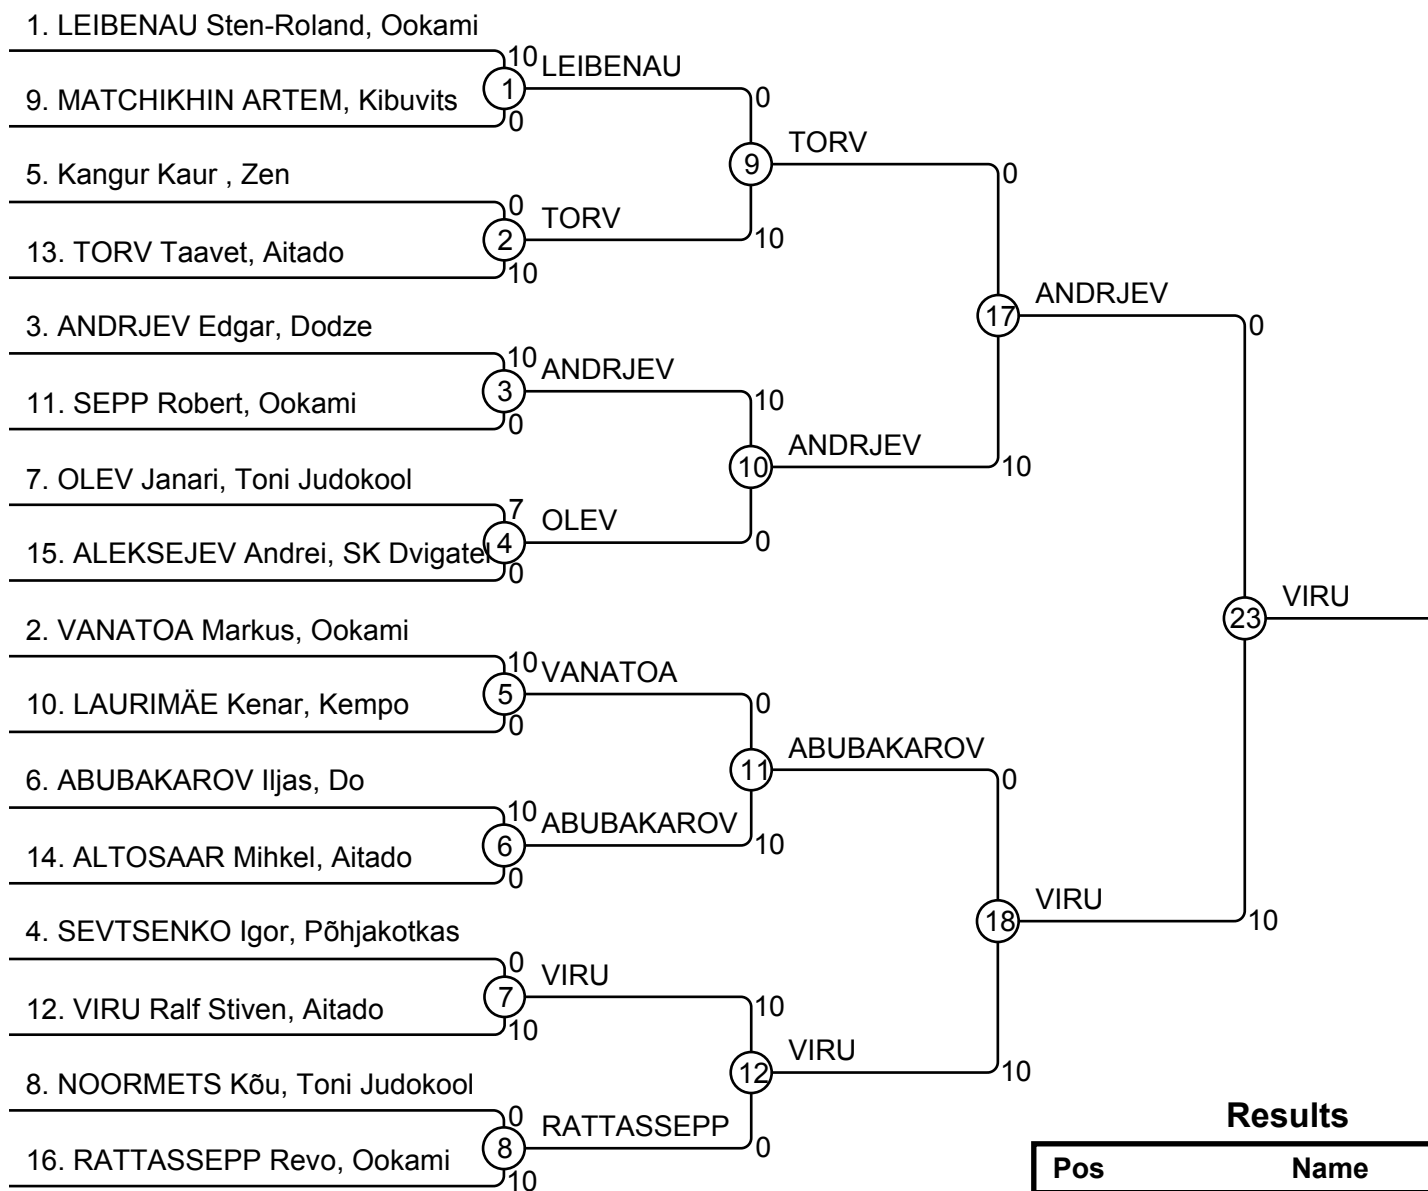 1. LEIBENAU Sten-Roland, Ookami
10
LEIBENAU
1
9. MATCHIKHIN ARTEM, Kibuvits
0
0
TORV
9
5. Kangur Kaur , Zen
0
0
TORV
2
10
13. TORV Taavet, Aitado
10
ANDRJEV
17
0
3. ANDRJEV Edgar, Dodze
10
ANDRJEV
3
10
11. SEPP Robert, Ookami
0
ANDRJEV
10
10
7. OLEV Janari, Toni Judokool
7
OLEV
4
0
15. ALEKSEJEV Andrei, SK Dvigatel
0
VIRU
23
2. VANATOA Markus, Ookami
10
VANATOA
5
0
10. LAURIMÄE Kenar, Kempo
0
ABUBAKAROV
11
0
6. ABUBAKAROV Iljas, Do
10
ABUBAKAROV
6
10
14. ALTOSAAR Mihkel, Aitado
0
VIRU
18
10
4. SEVTSENKO Igor, Põhjakotkas
0
VIRU
7
10
12. VIRU Ralf Stiven, Aitado
10
VIRU
12
10
8. NOORMETS Kõu, Toni Judokool
0
RATTASSEPP
8
0
16. RATTASSEPP Revo, Ookami
10
Results
Pos Name